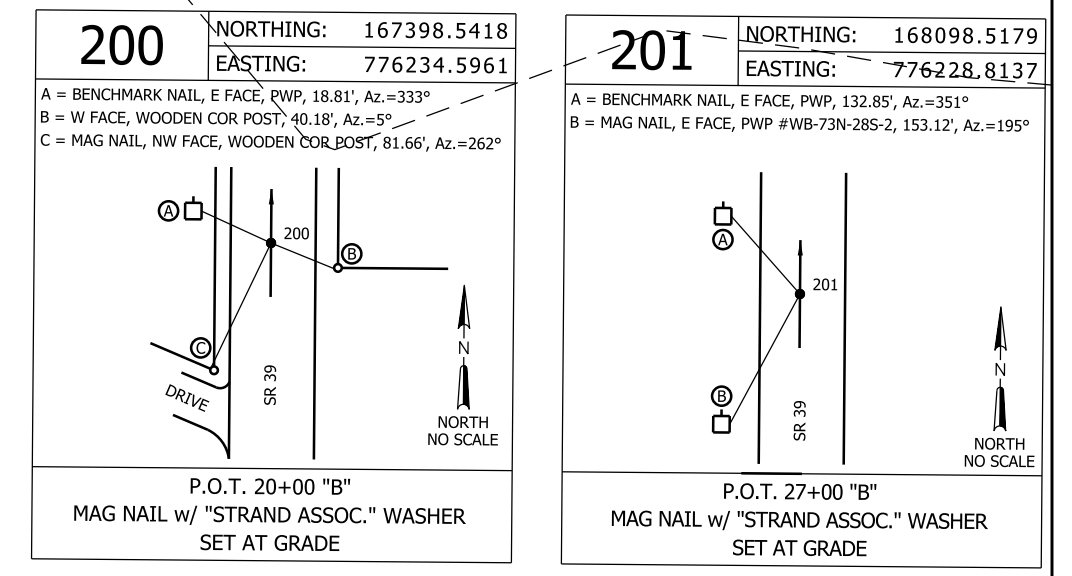 200
NORTHING: 167398.5418
EASTING: 776234.5961
A = BENCHMARK NAIL, E FACE, PWP, 18.81', Az.=333°
B = W FACE, WOODEN COR POST, 40.18', Az.=5°
C = MAG NAIL, NW FACE, WOODEN COR POST, 81.66', Az.=262°
A
200
B
C
DRIVE
SR 39
N
NORTH
NO SCALE
P.O.T. 20+00 "B"
MAG NAIL w/ "STRAND ASSOC." WASHER
SET AT GRADE
201
NORTHING: 168098.5179
EASTING: 776228.8137
A = BENCHMARK NAIL, E FACE, PWP, 132.85', Az.=351°
B = MAG NAIL, E FACE, PWP #WB-73N-28S-2, 153.12', Az.=195°
A
201
B
SR 39
N
NORTH
NO SCALE
P.O.T. 27+00 "B"
MAG NAIL w/ "STRAND ASSOC." WASHER
SET AT GRADE